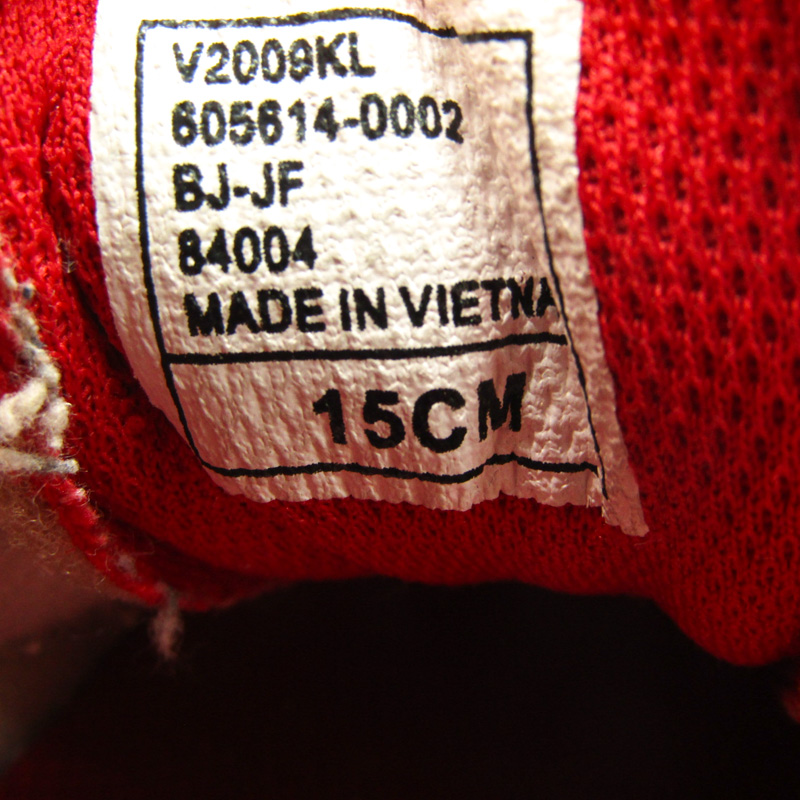 V2009KL
605614-0002
BJ-JF
84004
MADE IN VIETNA
15CM